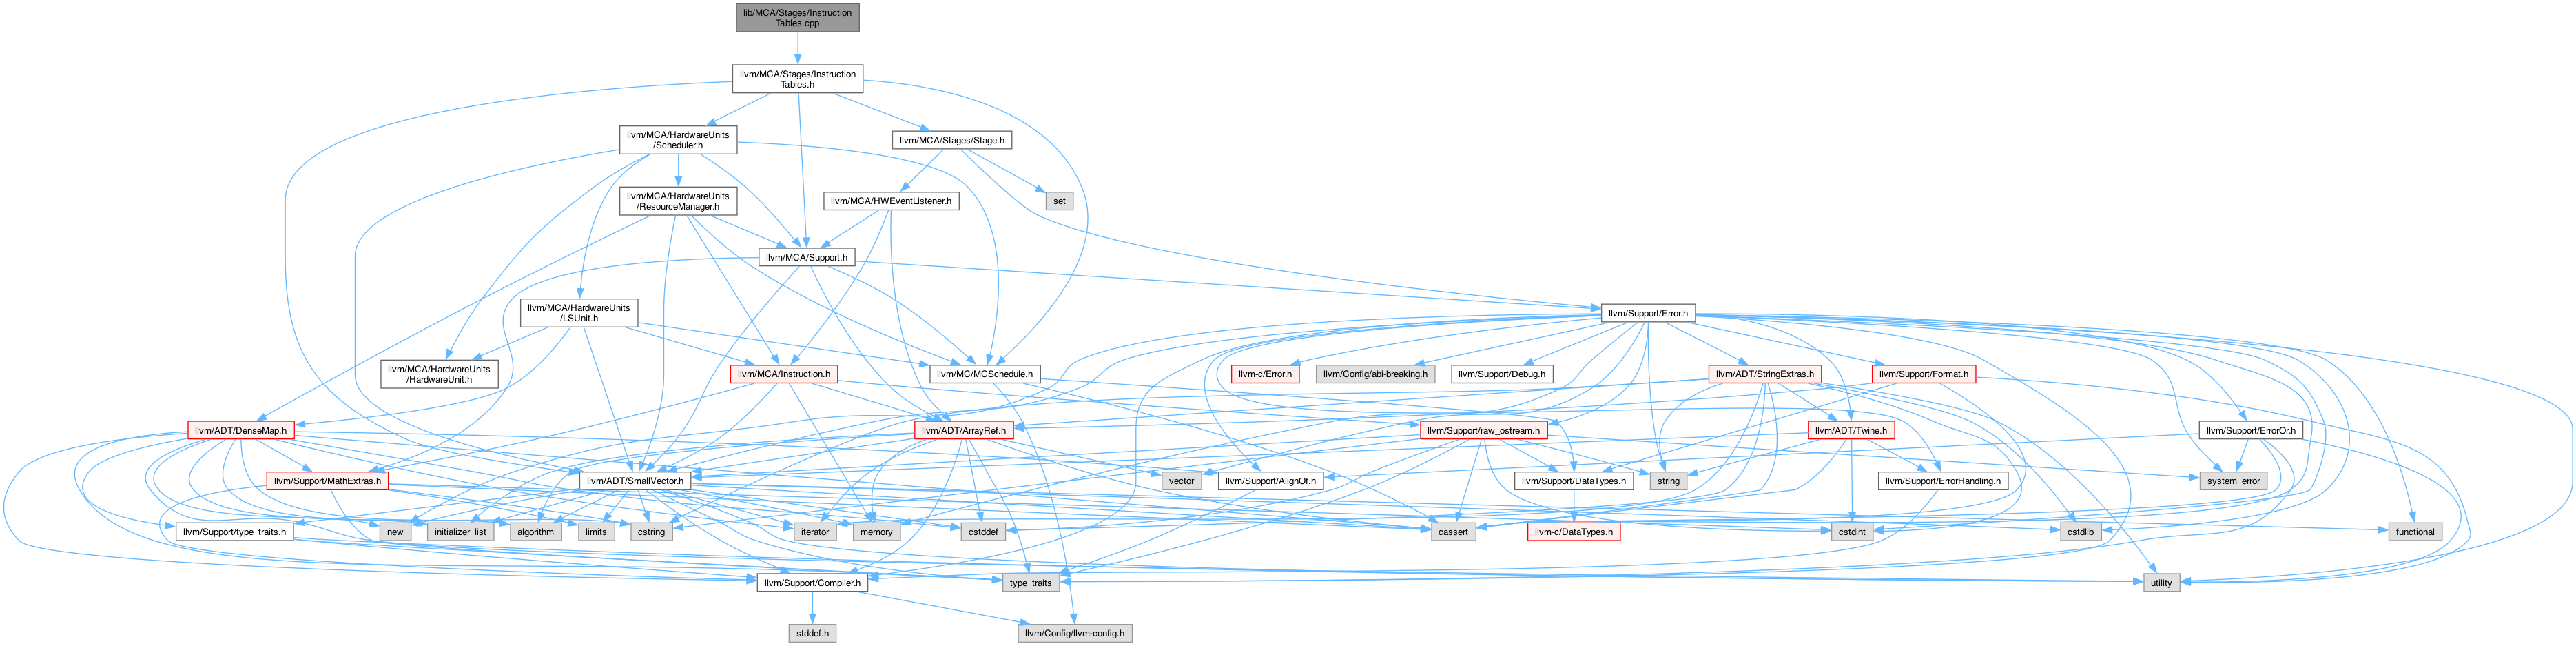 lib/MCA/Stages/Instruction
Tables.cpp
llvm/MCA/Stages/Instruction
Tables.h
llvm/MCA/HardwareUnits
/Scheduler.h
llvm/MCA/Stages/Stage.h
llvm/MCA/HardwareUnits
/ResourceManager.h
llvm/MCA/HWEventListener.h
set
llvm/MCA/Support.h
llvm/MCA/HardwareUnits
/LSUnit.h
llvm/Support/Error.h
llvm/MCA/HardwareUnits
/HardwareUnit.h
llvm/MCA/Instruction.h
llvm/MC/MCSchedule.h
llvm-c/Error.h
llvm/Config/abi-breaking.h
llvm/Support/Debug.h
llvm/ADT/StringExtras.h
llvm/Support/Format.h
llvm/ADT/DenseMap.h
llvm/ADT/ArrayRef.h
llvm/Support/raw_ostream.h
llvm/ADT/Twine.h
llvm/Support/ErrorOr.h
llvm/Support/MathExtras.h
llvm/ADT/SmallVector.h
vector
llvm/Support/AlignOf.h
llvm/Support/DataTypes.h
string
llvm/Support/ErrorHandling.h
system_error
llvm/Support/type_traits.h
new
initializer_list
algorithm
limits
cstring
iterator
memory
cstddef
cassert
llvm-c/DataTypes.h
cstdint
cstdlib
functional
llvm/Support/Compiler.h
type_traits
utility
stddef.h
llvm/Config/llvm-config.h